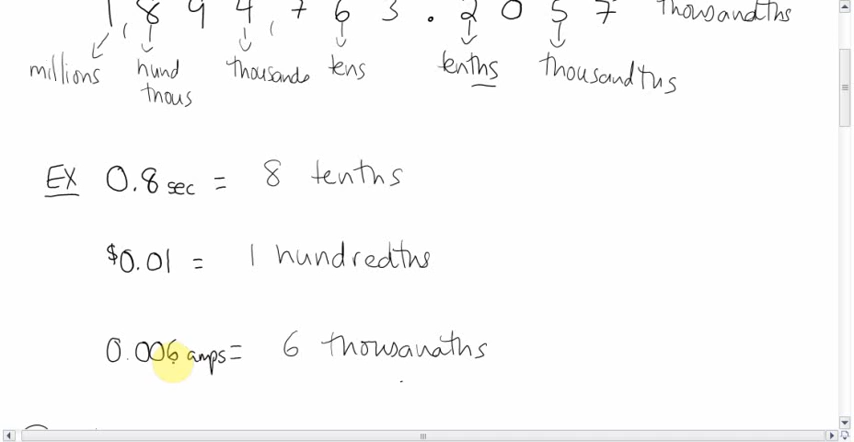 1,894,763.2057 thousandths
millions hund thous thousands tens tenths thousandths
EX 0.8 sec = 8 tenths
$0.01 = 1 hundredths
0.006 amps = 6 thousanaths